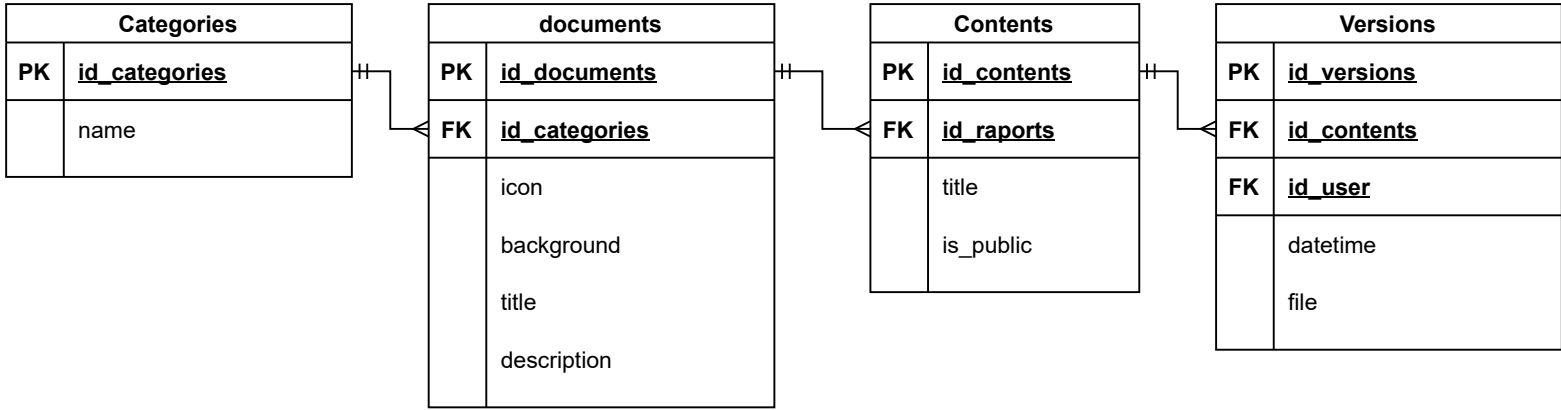 Categories
PK id_categories
name
documents
PK id_documents
FK id_categories
icon
background
title
description
Contents
PK id_contents
FK id_raports
title
is_public
Versions
PK id_versions
FK id_contents
FK id_user
datetime
file